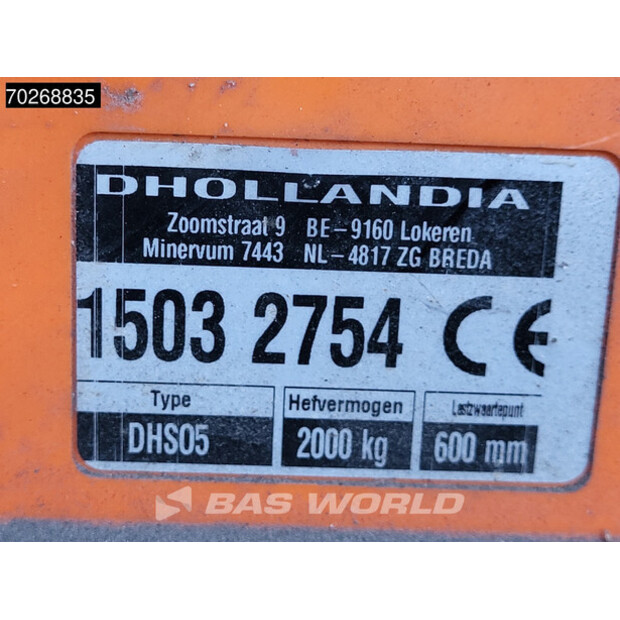 70268835
DHOLLANDIA
Zoomstraat 9 BE-9160 Lokeren
Minervum 7443 NL-4817 ZG BREDA
1503 2754 CE
Type Hefvermogen Lastzwaartepunt
DHSO5 2000 kg 600 mm
BAS WORLD